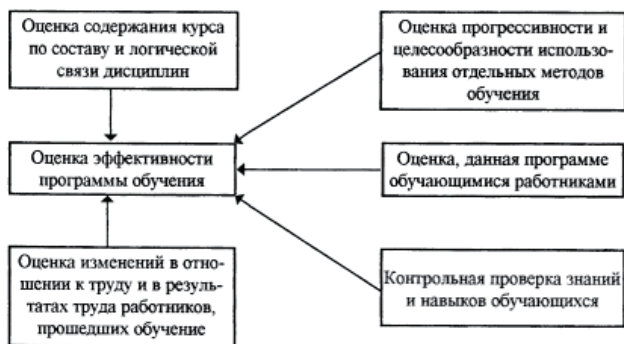 Оценка содержания курса
по составу и логической
связи дисциплин
Оценка прогрессивности и
целесообразности использо-
вания отдельных методов
обучения
Оценка эффективности
программы обучения
Оценка, данная программе
обучающимися работниками
Оценка изменений в отно-
шении к труду и в резуль-
татах труда работников,
прошедших обучение
Контрольная проверка знаний
и навыков обучающихся